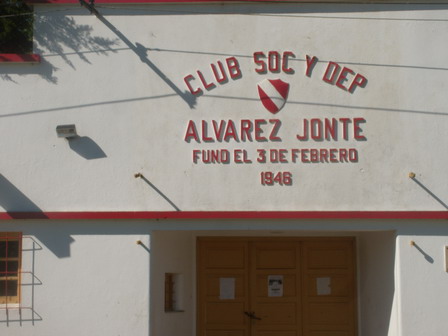 CLUB SOC Y DEP
ALVAREZ JONTE
FUND EL 3 DE FEBRERO
1946